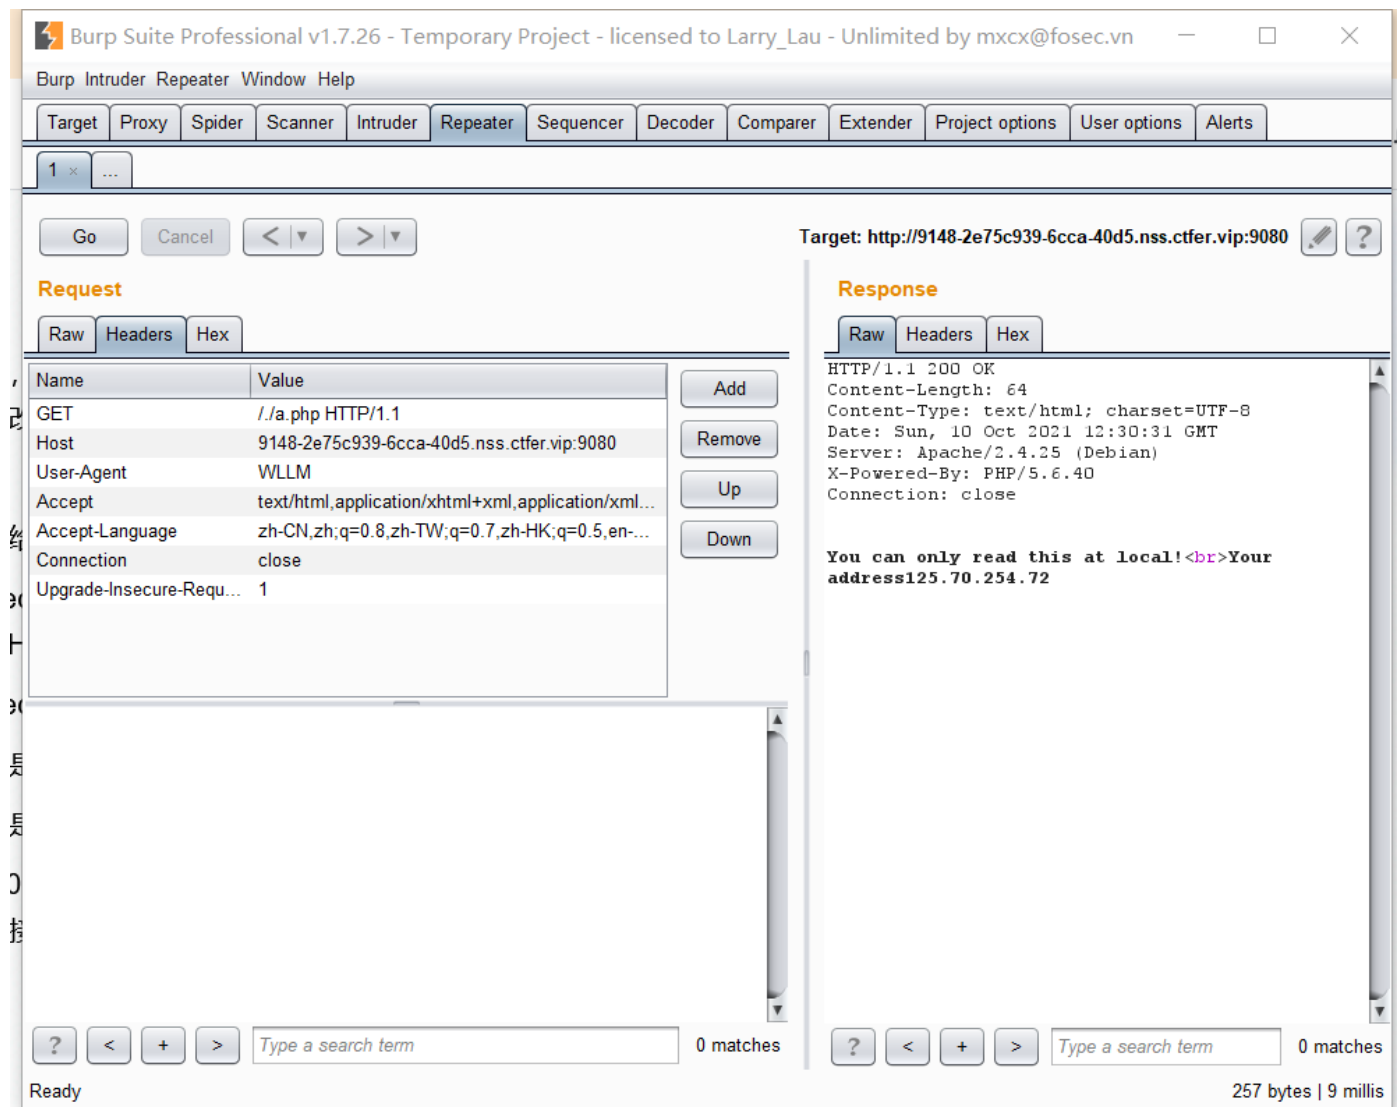 Burp Suite Professional v1.7.26 - Temporary Project - licensed to Larry_Lau - Unlimited by mxcx@fosec.vn
Burp Intruder Repeater Window Help
Target Proxy Spider Scanner Intruder Repeater Sequencer Decoder Comparer Extender Project options User options Alerts
1 × ...
Go Cancel < ▼ > ▼ Target: http://9148-2e75c939-6cca-40d5.nss.ctfer.vip:9080 ?
Request
Raw Headers Hex
Name Value
GET /./a.php HTTP/1.1
Host 9148-2e75c939-6cca-40d5.nss.ctfer.vip:9080
User-Agent WLLM
Accept text/html,application/xhtml+xml,application/xml...
Accept-Language zh-CN,zh;q=0.8,zh-TW;q=0.7,zh-HK;q=0.5,en-...
Connection close
Upgrade-Insecure-Requ... 1
Add
Remove
Up
Down
? < + > Type a search term 0 matches
Response
Raw Headers Hex
HTTP/1.1 200 OK
Content-Length: 64
Content-Type: text/html; charset=UTF-8
Date: Sun, 10 Oct 2021 12:30:31 GMT
Server: Apache/2.4.25 (Debian)
X-Powered-By: PHP/5.6.40
Connection: close
You can only read this at local!<br>Your
address125.70.254.72
? < + > Type a search term 0 matches
Ready 257 bytes | 9 millis